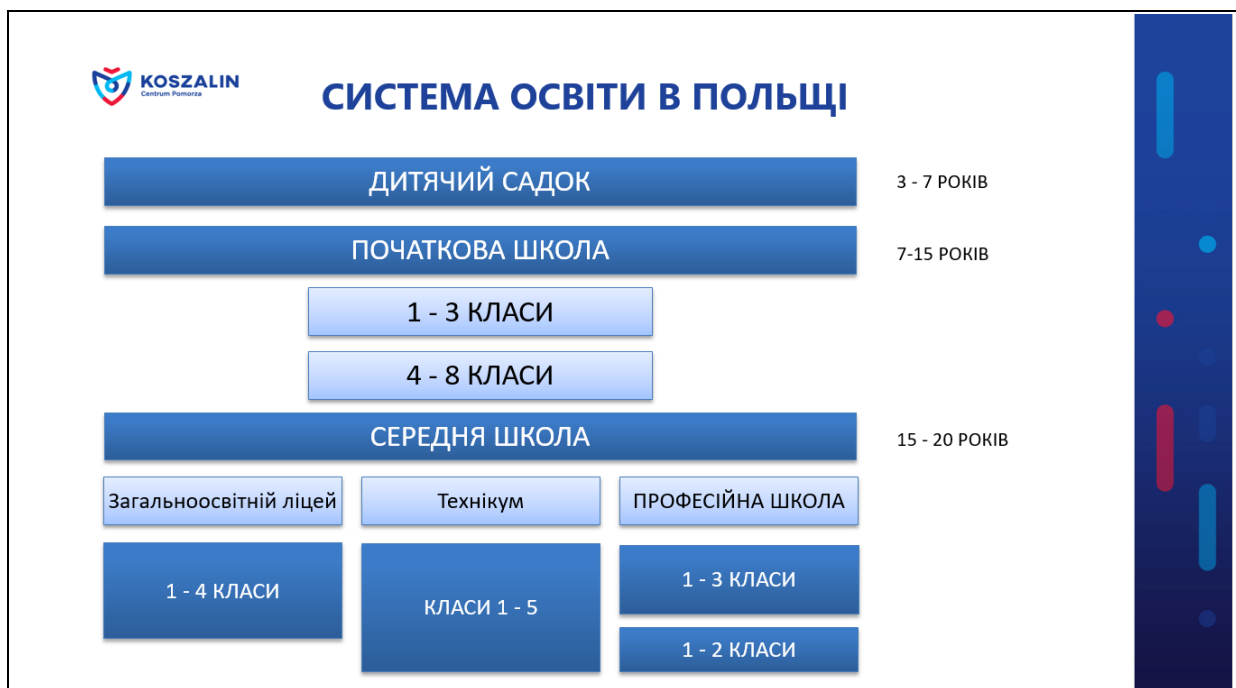 KOSZALIN
Centrum Pomorza
СИСТЕМА ОСВІТИ В ПОЛЬЩІ
ДИТЯЧИЙ САДОК
3 - 7 РОКІВ
ПОЧАТКОВА ШКОЛА
7-15 РОКІВ
1 - 3 КЛАСИ
4 - 8 КЛАСИ
СЕРЕДНЯ ШКОЛА
15 - 20 РОКІВ
Загальноосвітній ліцей
Технікум
ПРОФЕСІЙНА ШКОЛА
1 - 4 КЛАСИ
КЛАСИ 1 - 5
1 - 3 КЛАСИ
1 - 2 КЛАСИ